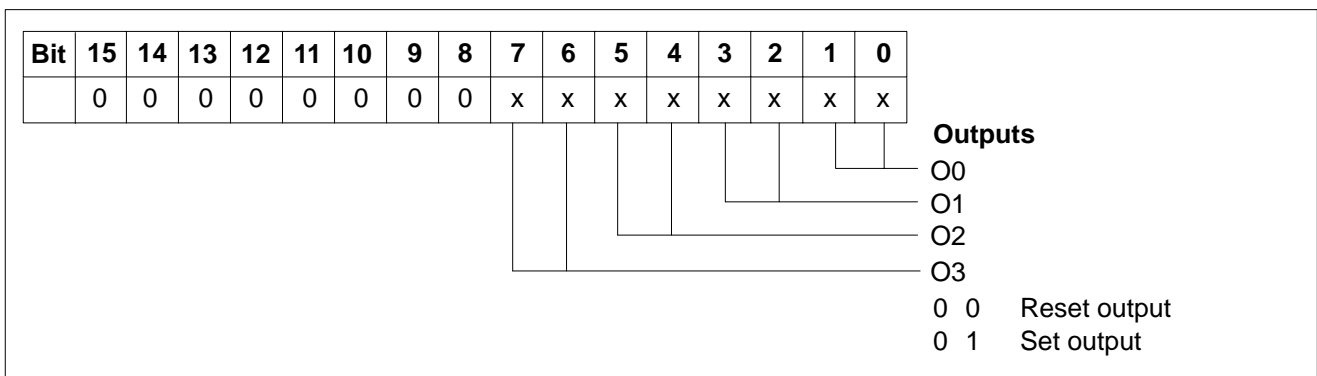 Bit 15 14 13 12 11 10 9 8 7 6 5 4 3 2 1 0
0 0 0 0 0 0 0 0 x x x x x x x x
Outputs
O0
O1
O2
O3
0 0 Reset output
0 1 Set output